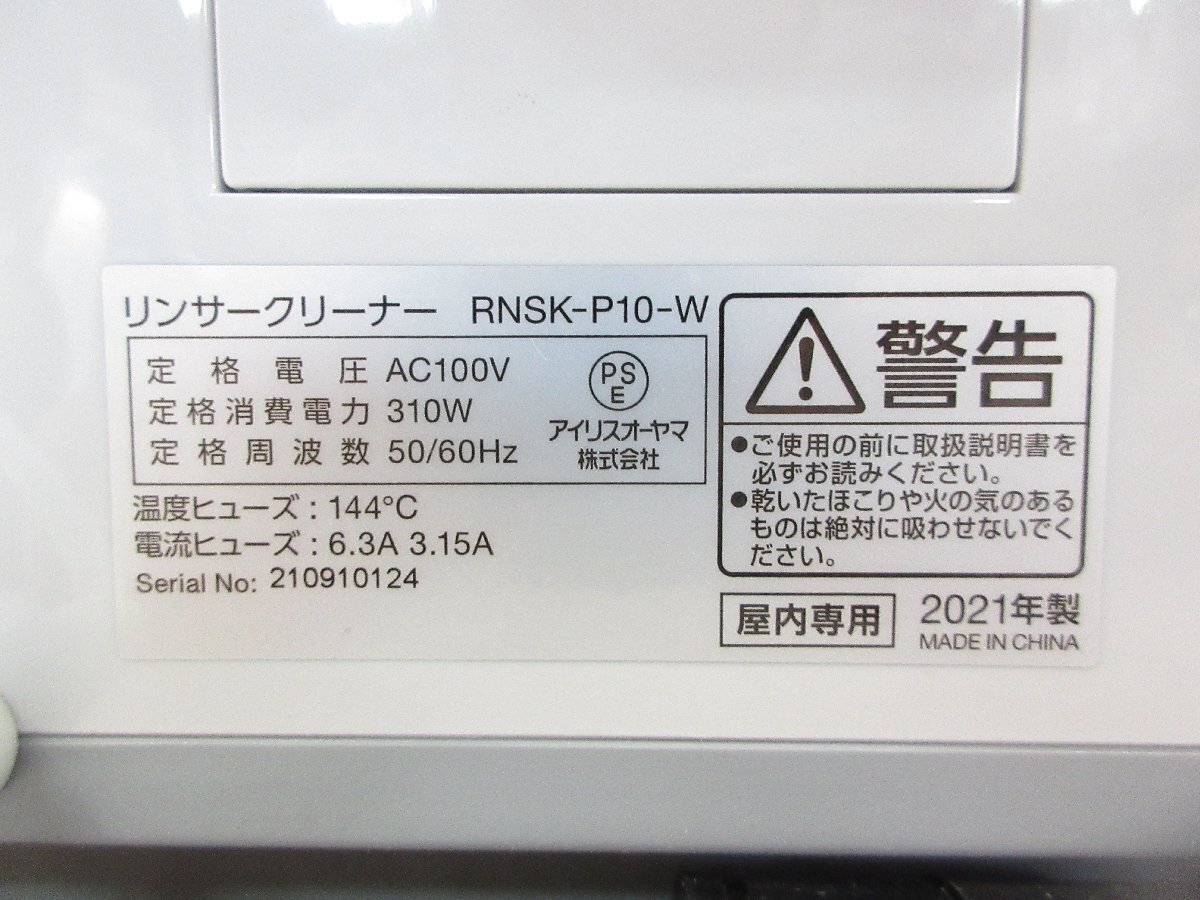 リンサークリーナー RNSK-P10-W
定格電圧 AC100V
定格消費電力 310W
定格周波数 50/60Hz
PS
E
アイリスオーヤマ
株式会社
温度ヒューズ：144℃
電流ヒューズ：6.3A 3.15A
Serial No: 210910124
警告
●ご使用の前に取扱説明書を
必ずお読みください。
●乾いたほこりや火の気のある
ものは絶対に吸わせないでく
ださい。
屋内専用
2021年製
MADE IN CHINA